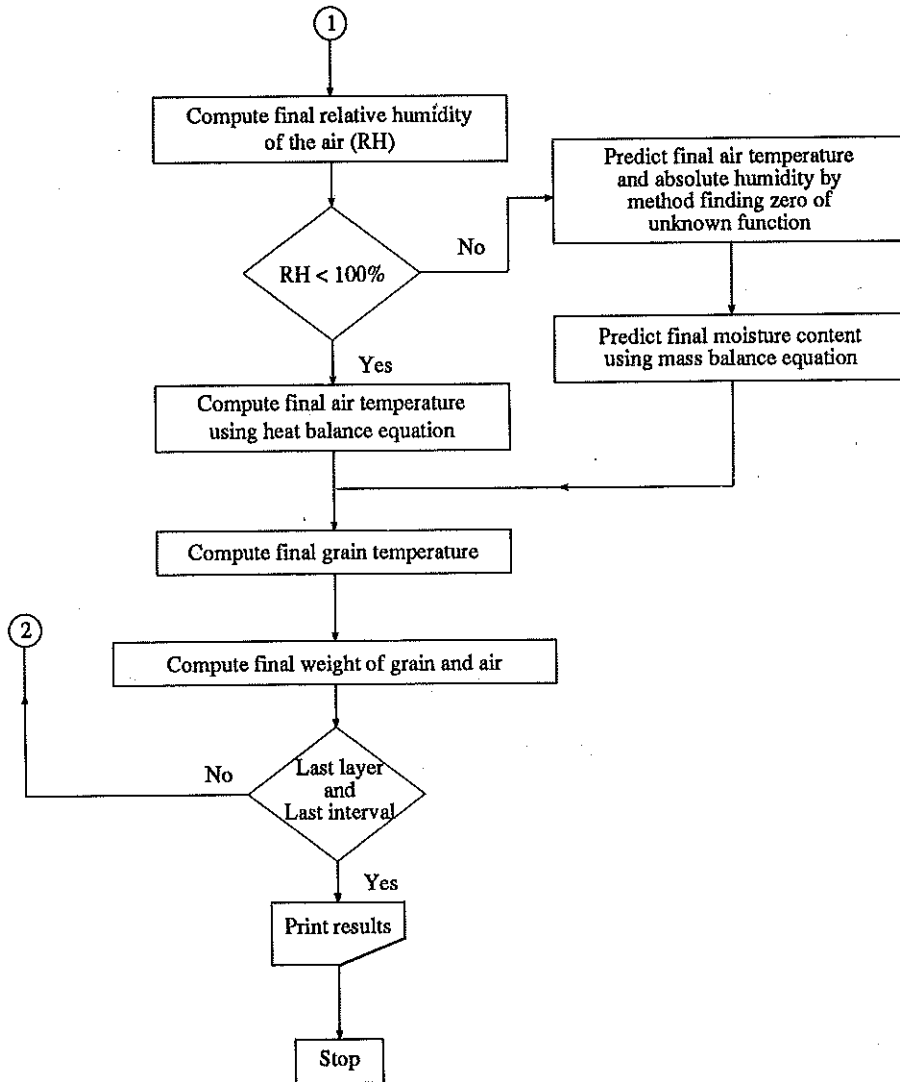 1
Compute final relative humidity
of the air (RH)
Predict final air temperature
and absolute humidity by
method finding zero of
unknown function
No
RH < 100%
Predict final moisture content
using mass balance equation
Yes
Compute final air temperature
using heat balance equation
Compute final grain temperature
2
Compute final weight of grain and air
No
Last layer
and
Last interval
Yes
Print results
Stop